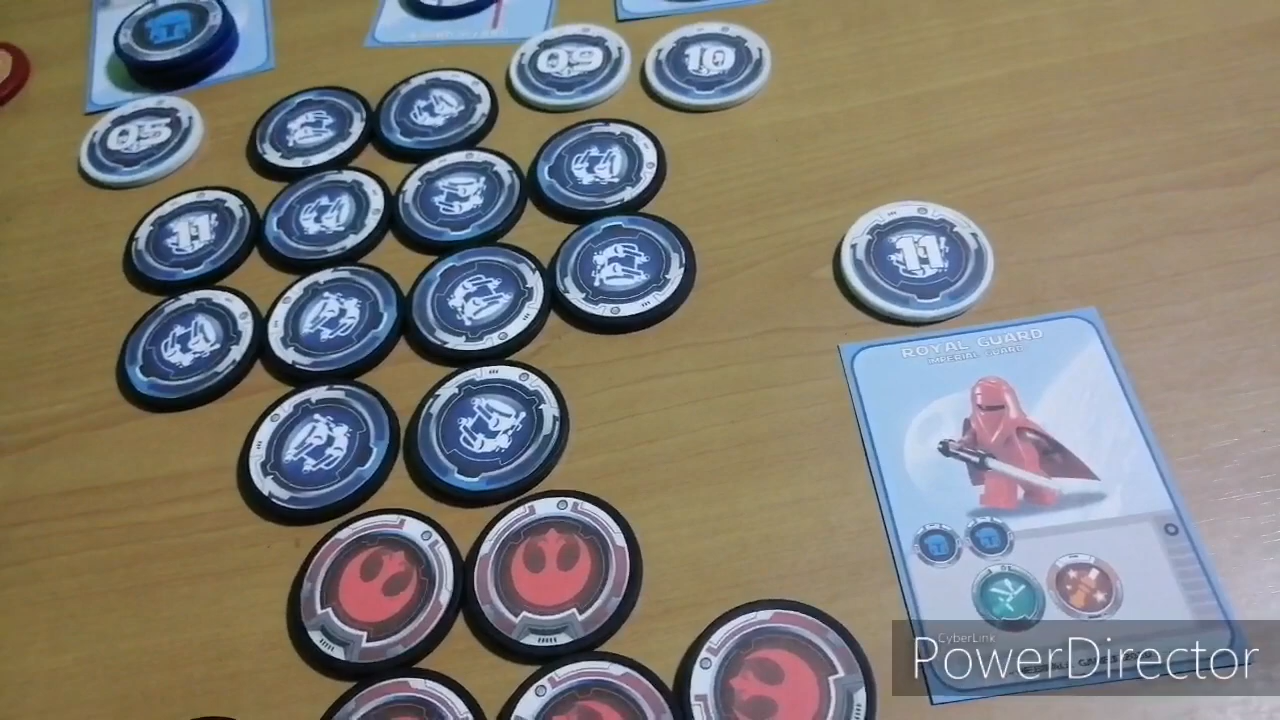 09
10
05
11
11
ROYAL GUARD
IMPERIAL GUARD
CyberLink
PowerDirector